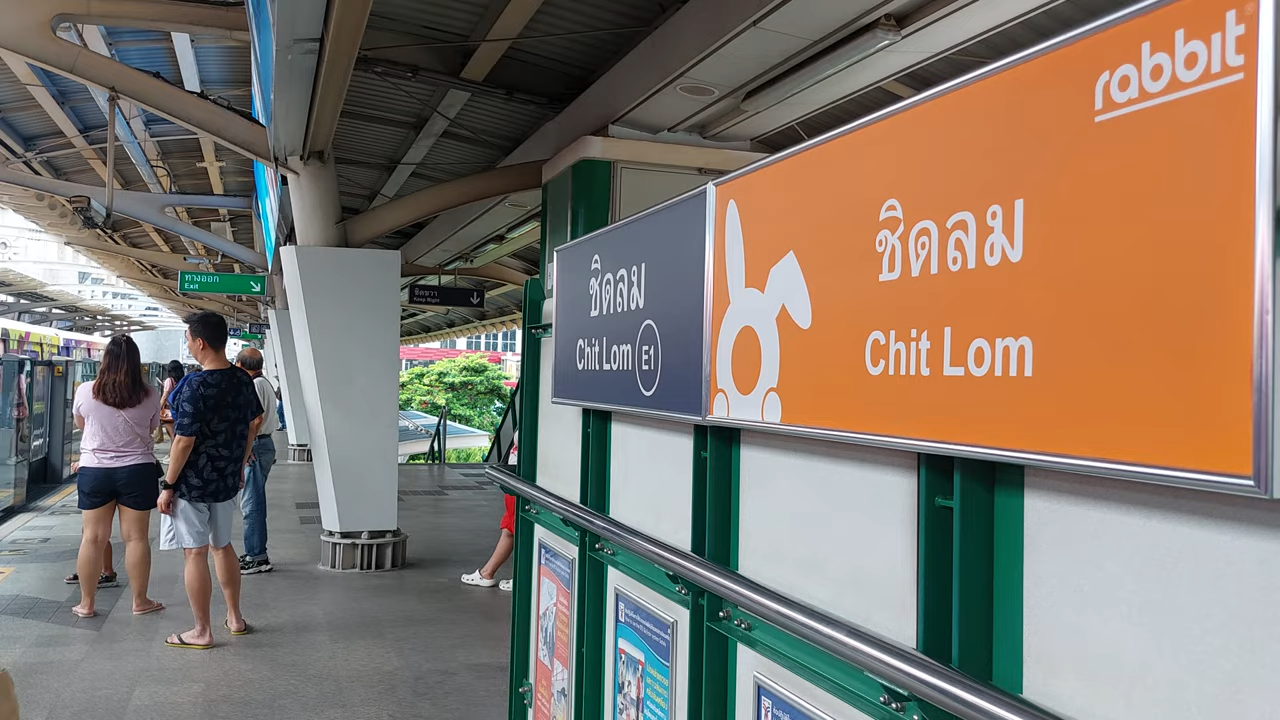 ทางออก
Exit
ชิดขวา
Keep Right
ชิดลม
Chit Lom E1
rabbit
ชิดลม
Chit Lom